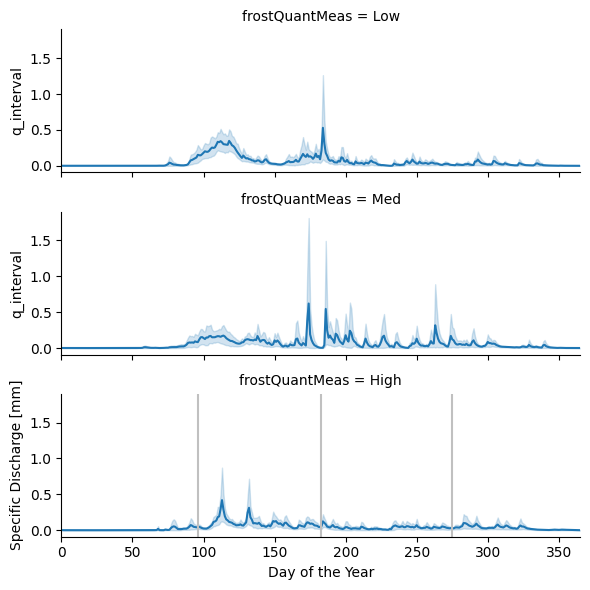 frostQuantMeas = Low
q_interval
1.5
1.0
0.5
0.0
frostQuantMeas = Med
q_interval
1.5
1.0
0.5
0.0
frostQuantMeas = High
Specific Discharge [mm]
1.5
1.0
0.5
0.0
0 50 100 150 200 250 300 350
Day of the Year